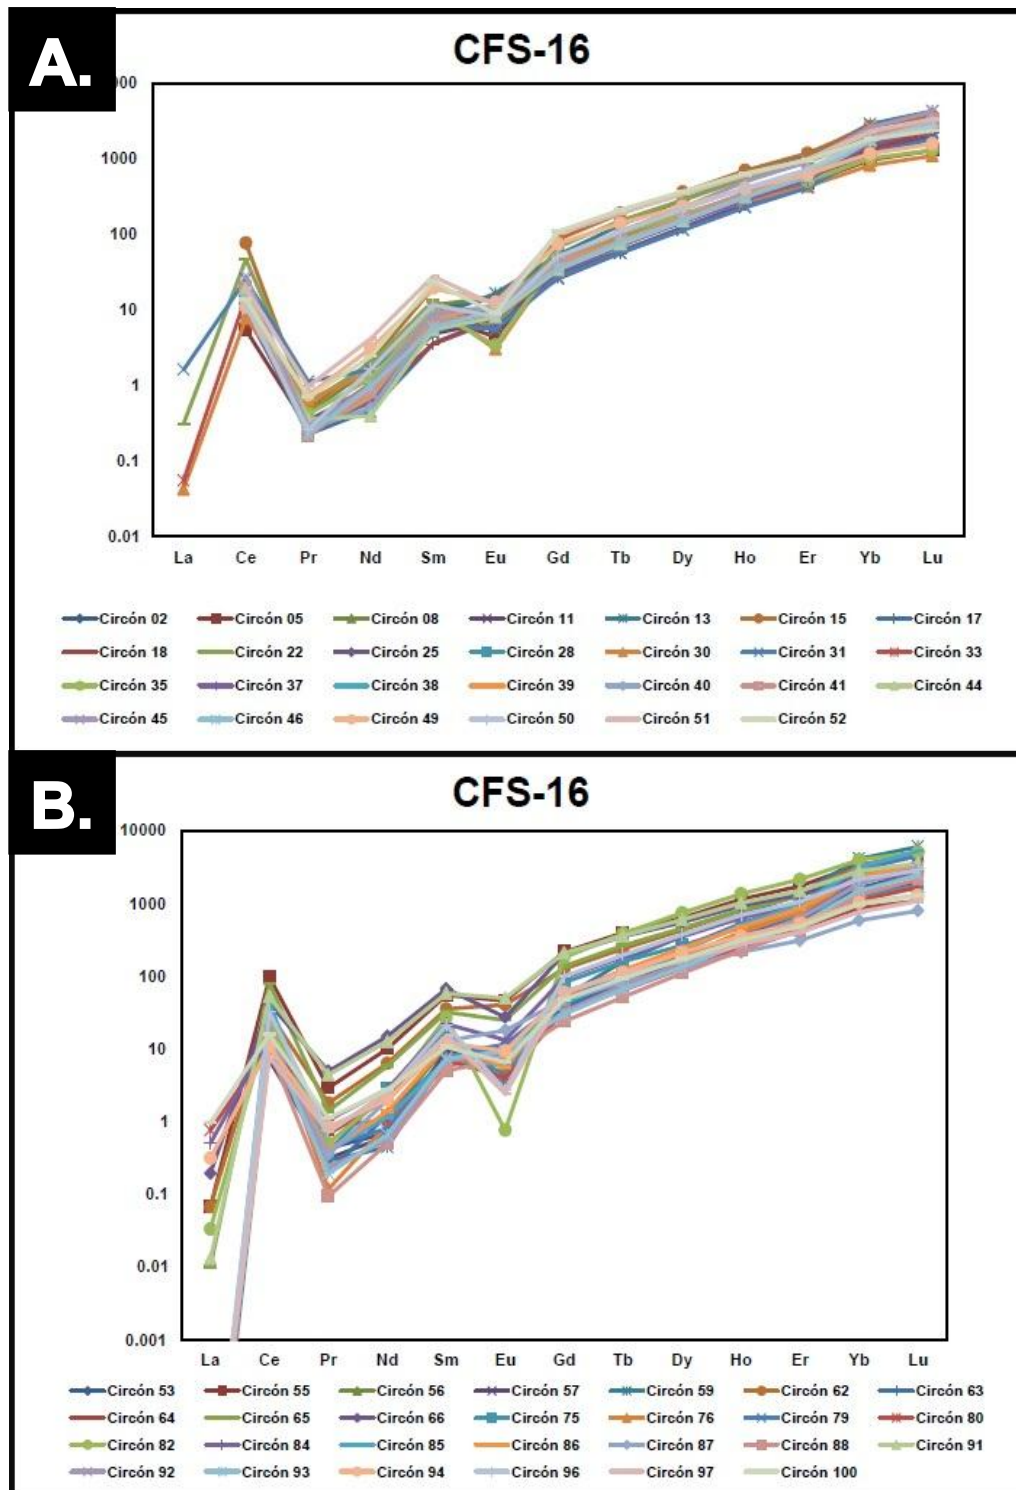 A.
CFS-16
000
1000
100
10
1
0.1
0.01
La Ce Pr Nd Sm Eu Gd Tb Dy Ho Er Yb Lu
Circón 02 Circón 05 Circón 08 Circón 11 Circón 13 Circón 15 Circón 17
Circón 18 Circón 22 Circón 25 Circón 28 Circón 30 Circón 31 Circón 33
Circón 35 Circón 37 Circón 38 Circón 39 Circón 40 Circón 41 Circón 44
Circón 45 Circón 46 Circón 49 Circón 50 Circón 51 Circón 52
B.
CFS-16
10000
1000
100
10
1
0.1
0.01
0.001
La Ce Pr Nd Sm Eu Gd Tb Dy Ho Er Yb Lu
Circón 53 Circón 55 Circón 56 Circón 57 Circón 59 Circón 62 Circón 63
Circón 64 Circón 65 Circón 66 Circón 75 Circón 76 Circón 79 Circón 80
Circón 82 Circón 84 Circón 85 Circón 86 Circón 87 Circón 88 Circón 91
Circón 92 Circón 93 Circón 94 Circón 96 Circón 97 Circón 100